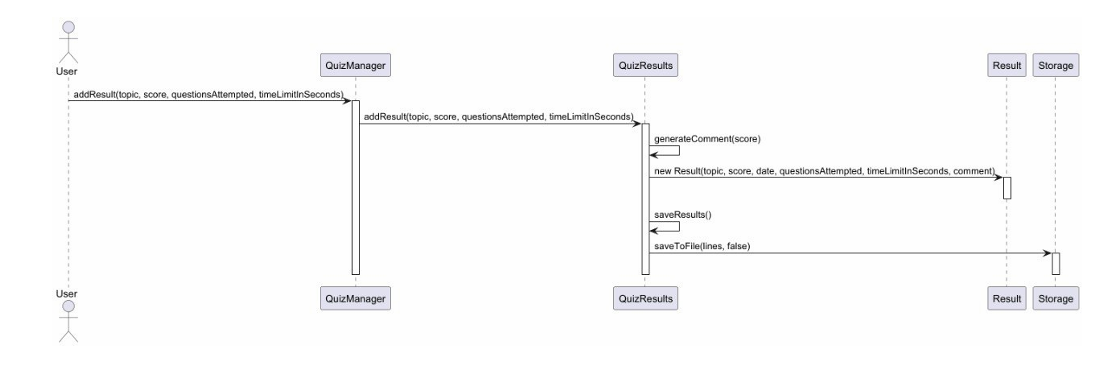 QuizManager
QuizResults
Result
Storage
User
addResult(topic, score, questionsAttempted, timeLimitInSeconds)
addResult(topic, score, questionsAttempted, timeLimitInSeconds)
generateComment(score)
new Result(topic, score, date, questionsAttempted, timeLimitInSeconds, comment)
saveResults()
saveToFile(lines, false)
User
QuizManager
QuizResults
Result
Storage